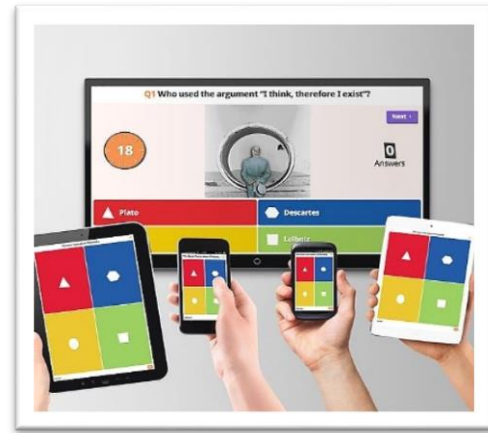 Q1 Who used the argument "I think, therefore I exist"?
Next ›
18
0
Answers
Plato
Descartes
Leibniz